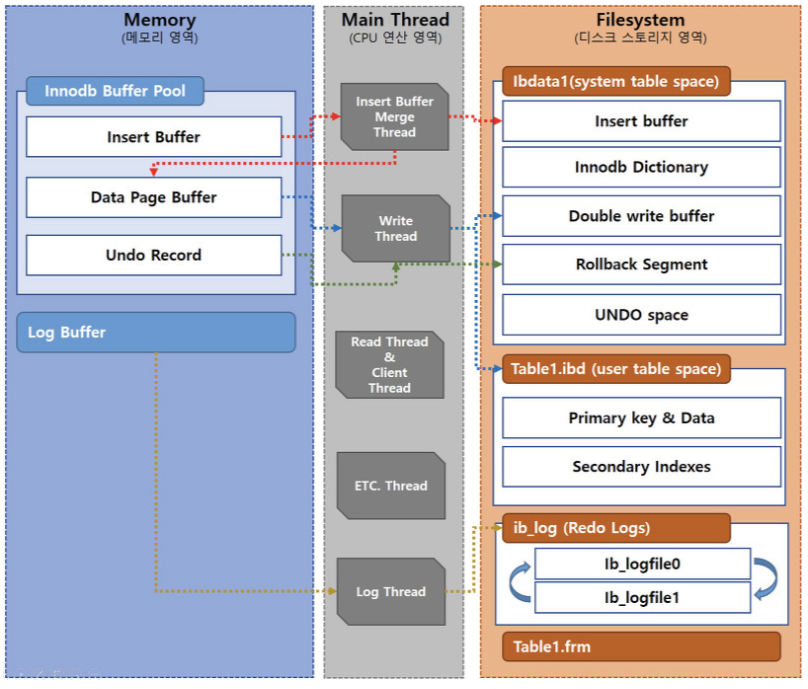 Memory
(메모리 영역)
Innodb Buffer Pool
Insert Buffer
Data Page Buffer
Undo Record
Log Buffer
Main Thread
(CPU 연산 영역)
Insert Buffer
Merge
Thread
Write
Thread
Read Thread
&
Client
Thread
ETC. Thread
Log Thread
Filesystem
(디스크 스토리지 영역)
Ibdata1(system table space)
Insert buffer
Innodb Dictionary
Double write buffer
Rollback Segment
UNDO space
Table1.ibd (user table space)
Primary key & Data
Secondary Indexes
ib_log (Redo Logs)
Ib_logfile0
Ib_logfile1
Table1.frm